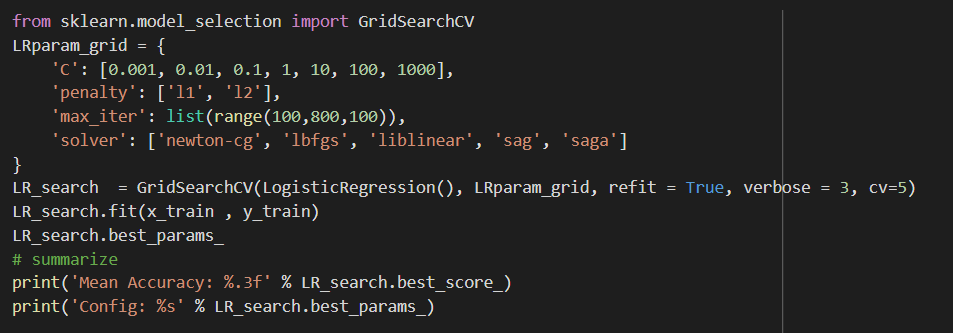 from sklearn.model_selection import GridSearchCV
LRparam_grid = {
    'C': [0.001, 0.01, 0.1, 1, 10, 100, 1000],
    'penalty': ['l1', 'l2'],
    'max_iter': list(range(100,800,100)),
    'solver': ['newton-cg', 'lbfgs', 'liblinear', 'sag', 'saga']
}
LR_search  = GridSearchCV(LogisticRegression(), LRparam_grid, refit = True, verbose = 3, cv=5)
LR_search.fit(x_train , y_train)
LR_search.best_params_
# summarize
print('Mean Accuracy: %.3f' % LR_search.best_score_)
print('Config: %s' % LR_search.best_params_)